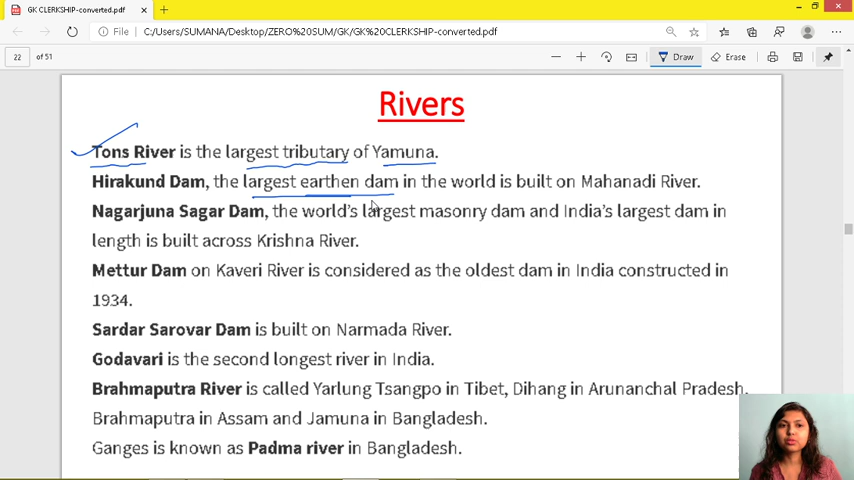 GK CLERKSHIP-converted.pdf
File C:/Users/SUMANA/Desktop/ZERO%20SUM/GK/GK%20CLERKSHIP-converted.pdf
22 of 51 Draw Erase
Rivers
Tons River is the largest tributary of Yamuna.
Hirakund Dam, the largest earthen dam in the world is built on Mahanadi River.
Nagarjuna Sagar Dam, the world's largest masonry dam and India's largest dam in
length is built across Krishna River.
Mettur Dam on Kaveri River is considered as the oldest dam in India constructed in
1934.
Sardar Sarovar Dam is built on Narmada River.
Godavari is the second longest river in India.
Brahmaputra River is called Yarlung Tsangpo in Tibet, Dihang in Arunanchal Pradesh,
Brahmaputra in Assam and Jamuna in Bangladesh.
Ganges is known as Padma river in Bangladesh.